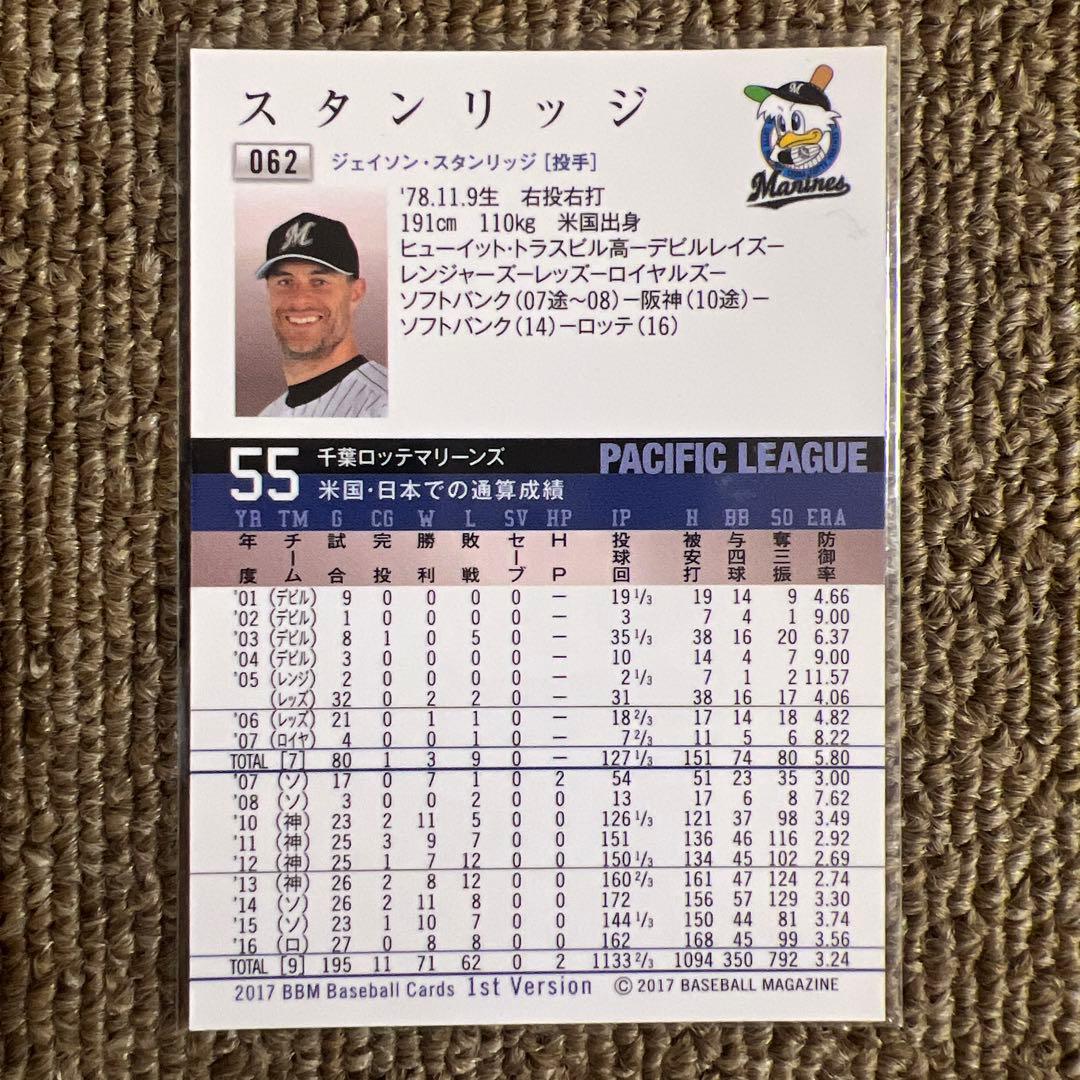 スタンリッジ
M
Marines
062 ジェイソン・スタンリッジ [投手]
'78.11.9生 右投右打
191cm 110kg 米国出身
ヒューイット・トラスビル高ーデビルレイズー
レンジャーズーレッズーロイヤルズー
ソフトバンク(07途〜08)ー阪神(10途)ー
ソフトバンク(14)ーロッテ(16)
M
55 千葉ロッテマリーンズ PACIFIC LEAGUE
米国・日本での通算成績
YR TM G CG W L SV HP IP H BB SO ERA
年度 チーム 試合 完投 勝利 敗戦 セーブ HP 投球回 被安打 与四球 奪三振 防御率
'01 (デビル) 9 0 0 0 0 — 19 1/3 19 14 9 4.66
'02 (デビル) 1 0 0 0 0 — 3 7 4 1 9.00
'03 (デビル) 8 1 0 5 0 — 35 1/3 38 16 20 6.37
'04 (デビル) 3 0 0 0 0 — 10 14 4 7 9.00
'05 (レンジ) 2 0 0 0 0 — 2 1/3 7 1 2 11.57
(レッズ) 32 0 2 2 0 — 31 38 16 17 4.06
'06 (レッズ) 21 0 1 1 0 — 18 2/3 17 14 18 4.82
'07 (ロイヤ) 4 0 0 1 0 — 7 2/3 11 5 6 8.22
TOTAL [7] 80 1 3 9 0 — 127 1/3 151 74 80 5.80
'07 (ソ) 17 0 7 1 0 2 54 51 23 35 3.00
'08 (ソ) 3 0 0 2 0 0 13 17 6 8 7.62
'10 (神) 23 2 11 5 0 0 126 1/3 121 37 98 3.49
'11 (神) 25 3 9 7 0 0 151 136 46 116 2.92
'12 (神) 25 1 7 12 0 0 150 1/3 134 45 102 2.69
'13 (神) 26 2 8 12 0 0 160 2/3 161 47 124 2.74
'14 (ソ) 26 2 11 8 0 0 172 156 57 129 3.30
'15 (ソ) 23 1 10 7 0 0 144 1/3 150 44 81 3.74
'16 (ロ) 27 0 8 8 0 0 162 168 45 99 3.56
TOTAL [9] 195 11 71 62 0 2 1133 2/3 1094 350 792 3.24
2017 BBM Baseball Cards 1st Version © 2017 BASEBALL MAGAZINE